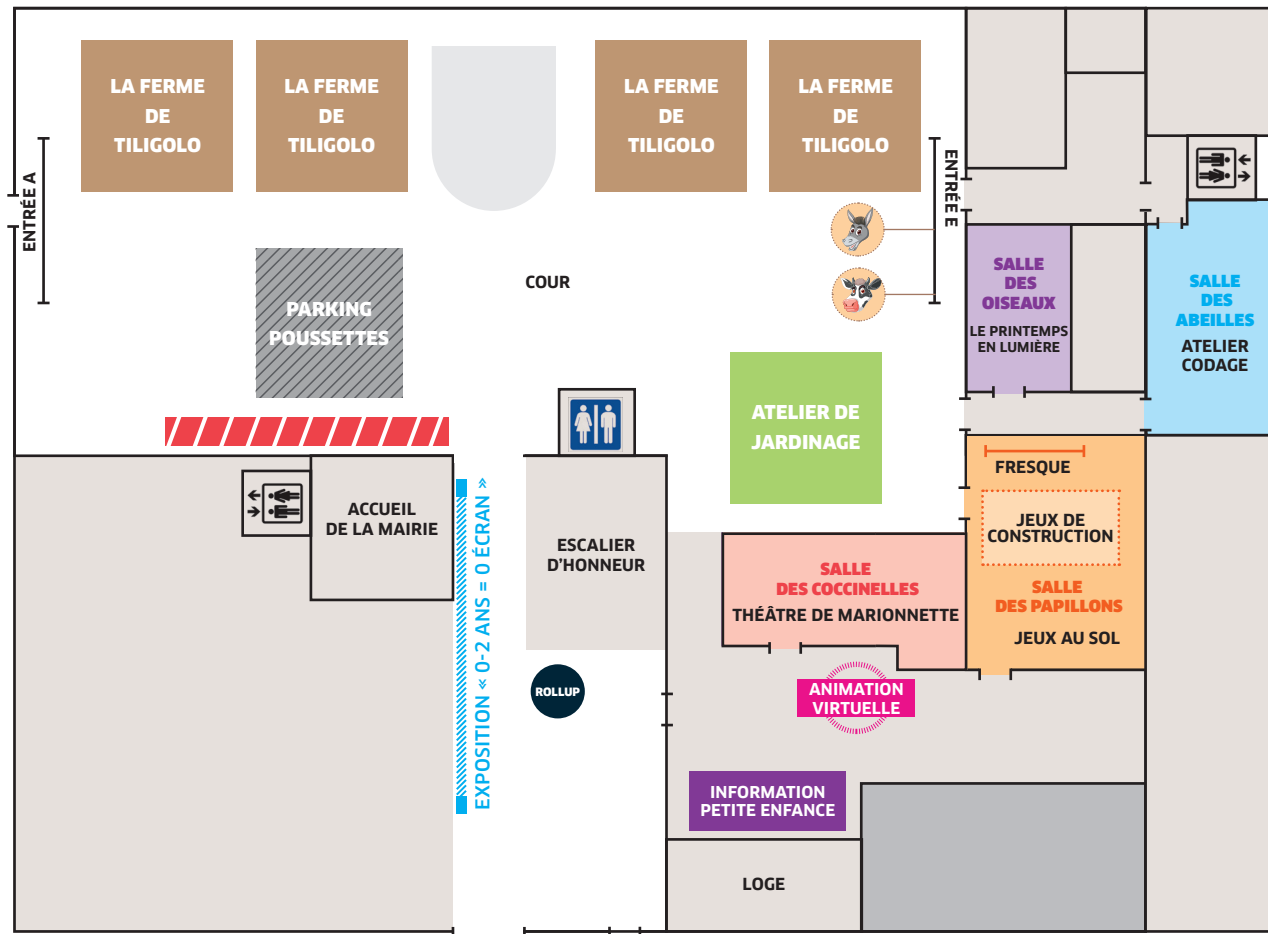 LA FERME
DE
TILIGOLO
LA FERME
DE
TILIGOLO
LA FERME
DE
TILIGOLO
LA FERME
DE
TILIGOLO
ENTRÉE A
ENTRÉE E
PARKING
POUSSETTES
COUR
SALLE
DES
OISEAUX
LE PRINTEMPS
EN LUMIÈRE
SALLE
DES
ABEILLES
ATELIER
CODAGE
ATELIER DE
JARDINAGE
FRESQUE
JEUX DE
CONSTRUCTION
SALLE
DES PAPILLONS
JEUX AU SOL
ACCUEIL
DE LA MAIRIE
EXPOSITION « 0-2 ANS = 0 ÉCRAN »
ESCALIER
D'HONNEUR
SALLE
DES COCCINELLES
THÉÂTRE DE MARIONNETTE
ROLLUP
ANIMATION
VIRTUELLE
INFORMATION
PETITE ENFANCE
LOGE